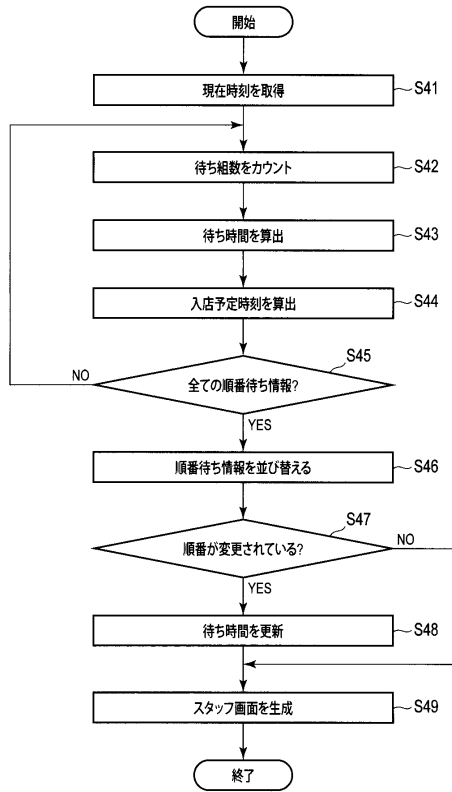 開始
現在時刻を取得
S41
待ち組数をカウント
S42
待ち時間を算出
S43
入店予定時刻を算出
S44
S45
全ての順番待ち情報?
NO
YES
順番待ち情報を並び替える
S46
S47
順番が変更されている?
NO
YES
待ち時間を更新
S48
スタッフ画面を生成
S49
終了